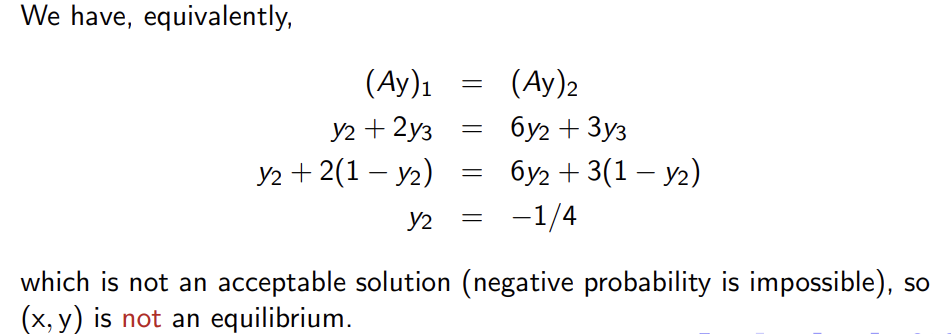 We have, equivalently,
(Ay)₁ = (Ay)₂
y₂ + 2y₃ = 6y₂ + 3y₃
y₂ + 2(1 − y₂) = 6y₂ + 3(1 − y₂)
y₂ = −1/4
which is not an acceptable solution (negative probability is impossible), so
(x, y) is not an equilibrium.